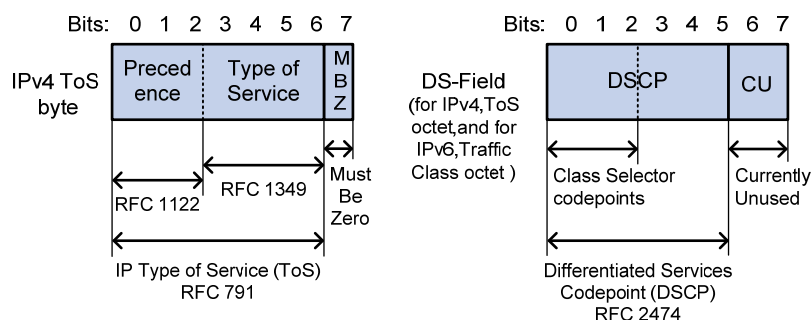 Bits: 0 1 2 3 4 5 6 7
IPv4 ToS
byte
Preced
ence
Type of
Service
M
B
Z
RFC 1122
RFC 1349
Must
Be
Zero
IP Type of Service (ToS)
RFC 791
Bits: 0 1 2 3 4 5 6 7
DS-Field
(for IPv4,ToS
octet,and for
IPv6,Traffic
Class octet )
DSCP
CU
Class Selector
codepoints
Currently
Unused
Differentiated Services
Codepoint (DSCP)
RFC 2474